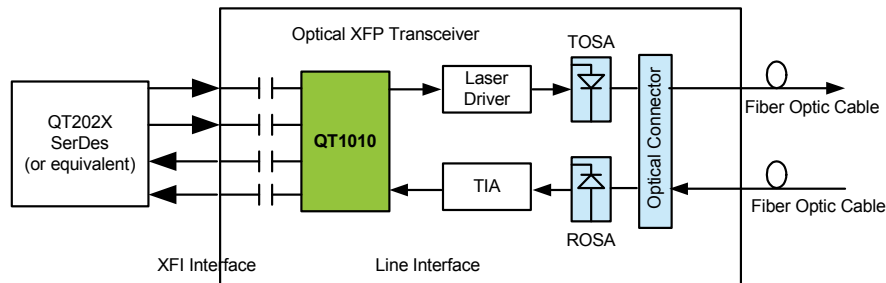 Optical XFP Transceiver
TOSA
QT202X
SerDes
(or equivalent)
QT1010
Laser
Driver
Optical Connector
Fiber Optic Cable
TIA
ROSA
Fiber Optic Cable
XFI Interface
Line Interface